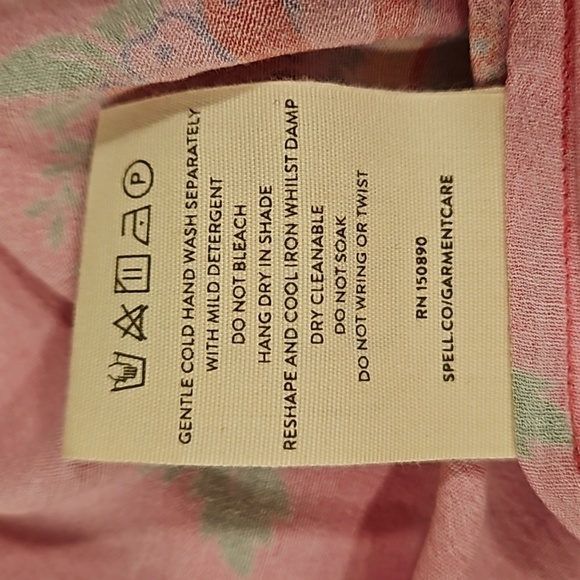 P
GENTLE COLD HAND WASH SEPARATELY
WITH MILD DETERGENT
DO NOT BLEACH
HANG DRY IN SHADE
RESHAPE AND COOL IRON WHILST DAMP
DRY CLEANABLE
DO NOT SOAK
DO NOT WRING OR TWIST
RN 150890
SPELL.CO/GARMENTCARE